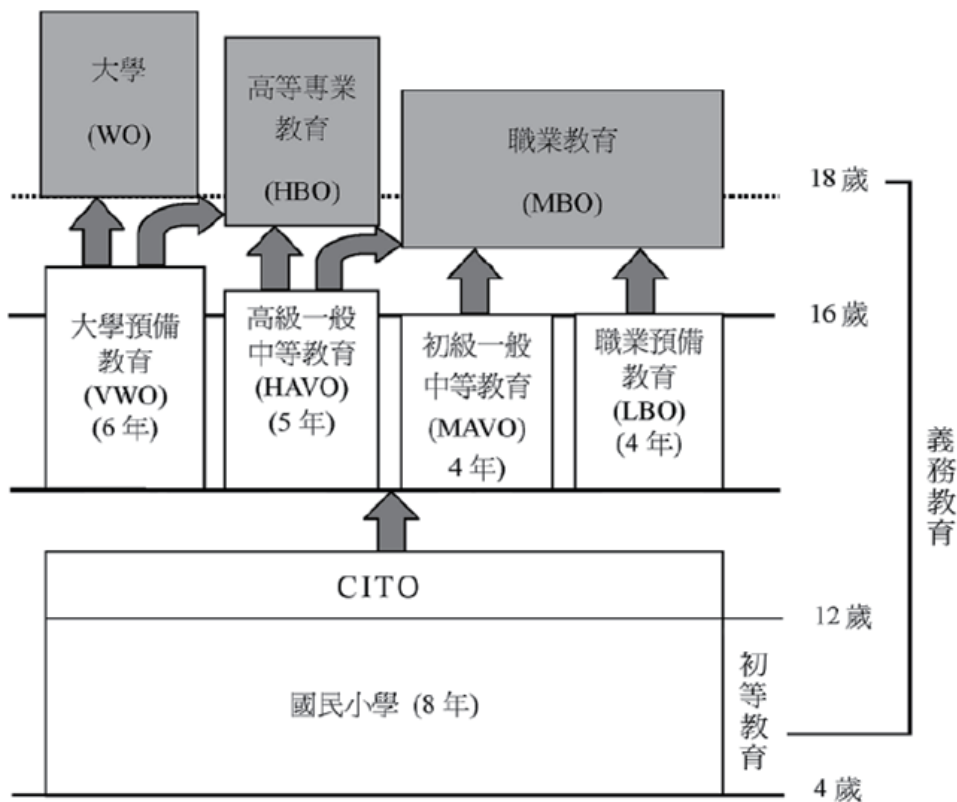 大學
(WO)
高等專業
教育
(HBO)
職業教育
(MBO)
18 歲
大學預備
教育
(VWO)
(6 年)
高級一般
中等教育
(HAVO)
(5 年)
初級一般
中等教育
(MAVO)
4 年)
職業預備
教育
(LBO)
(4 年)
16 歲
義務教育
CITO
12 歲
國民小學 (8 年)
初等教育
4 歲